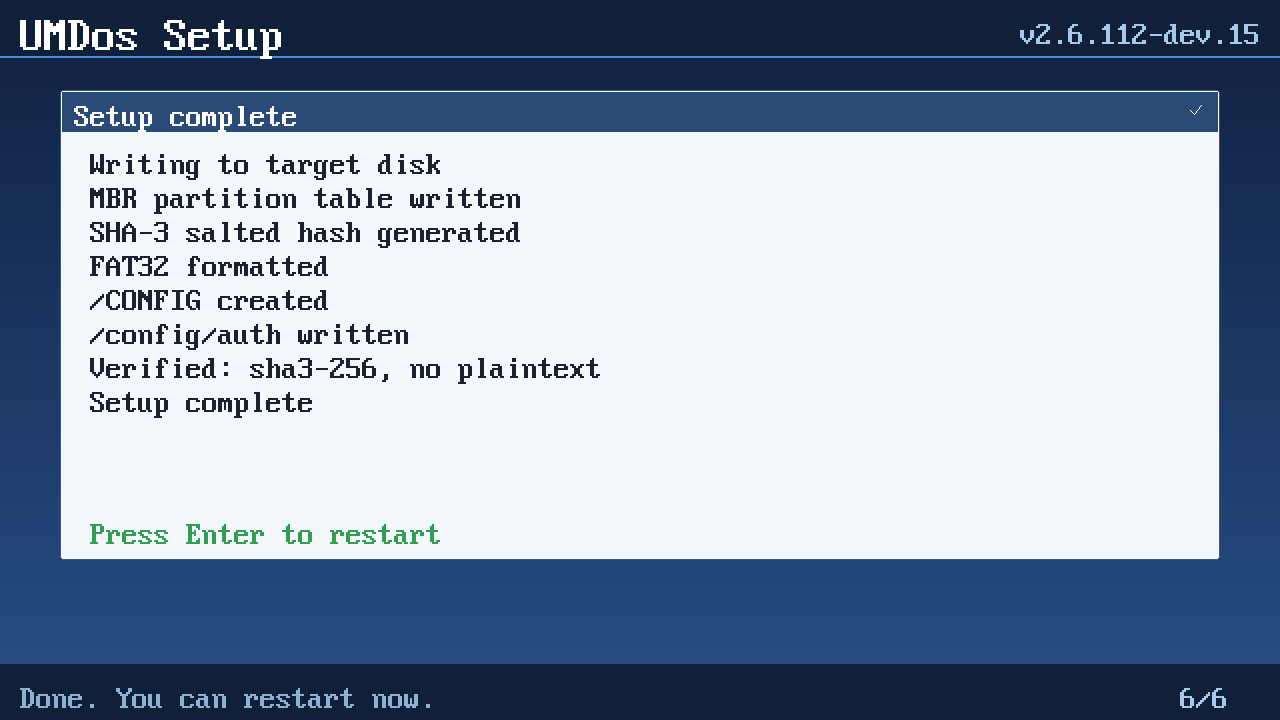 UMDos Setup
v2.6.112-dev.15
Setup complete
Writing to target disk
MBR partition table written
SHA-3 salted hash generated
FAT32 formatted
/CONFIG created
/config/auth written
Verified: sha3-256, no plaintext
Setup complete
Press Enter to restart
Done. You can restart now.
6/6